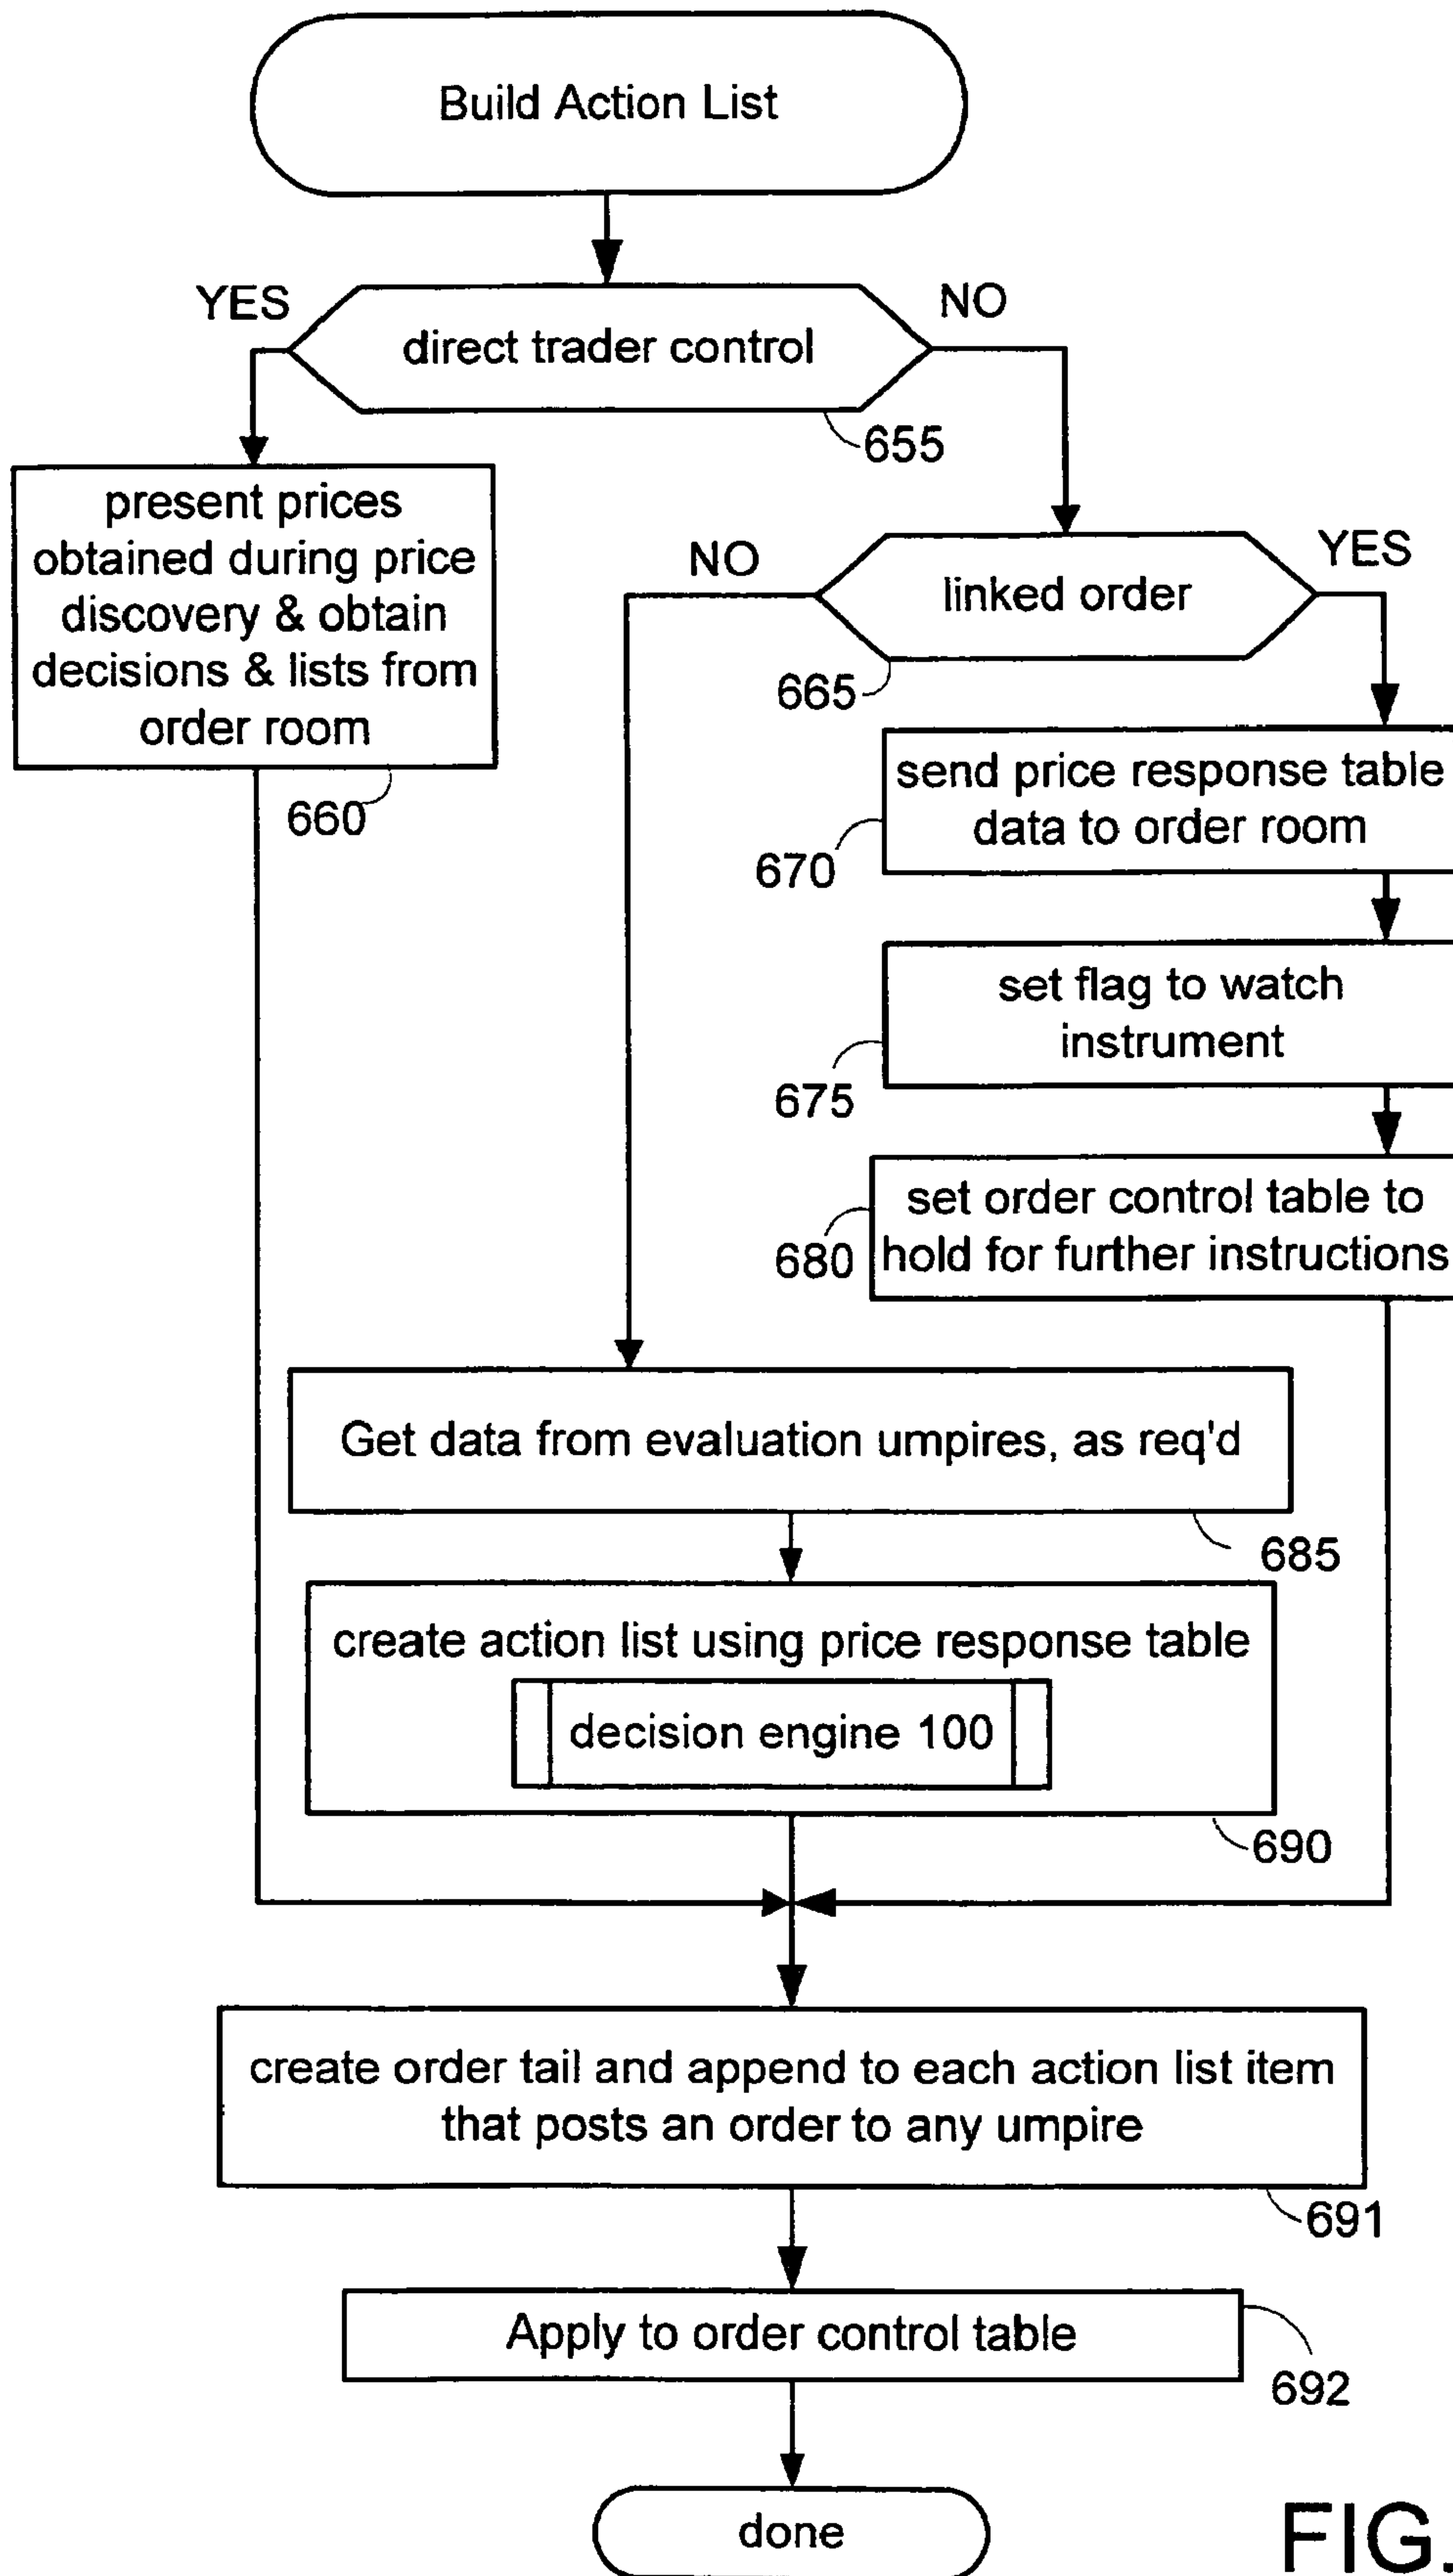 Build Action List
YES
NO
direct trader control
655
present prices
obtained during price
discovery & obtain
decisions & lists from
order room
660
NO
YES
linked order
665
send price response table
data to order room
670
set flag to watch
instrument
675
set order control table to
hold for further instructions
680
Get data from evaluation umpires, as req'd
685
create action list using price response table
decision engine 100
690
create order tail and append to each action list item
that posts an order to any umpire
691
Apply to order control table
692
done
FIG.